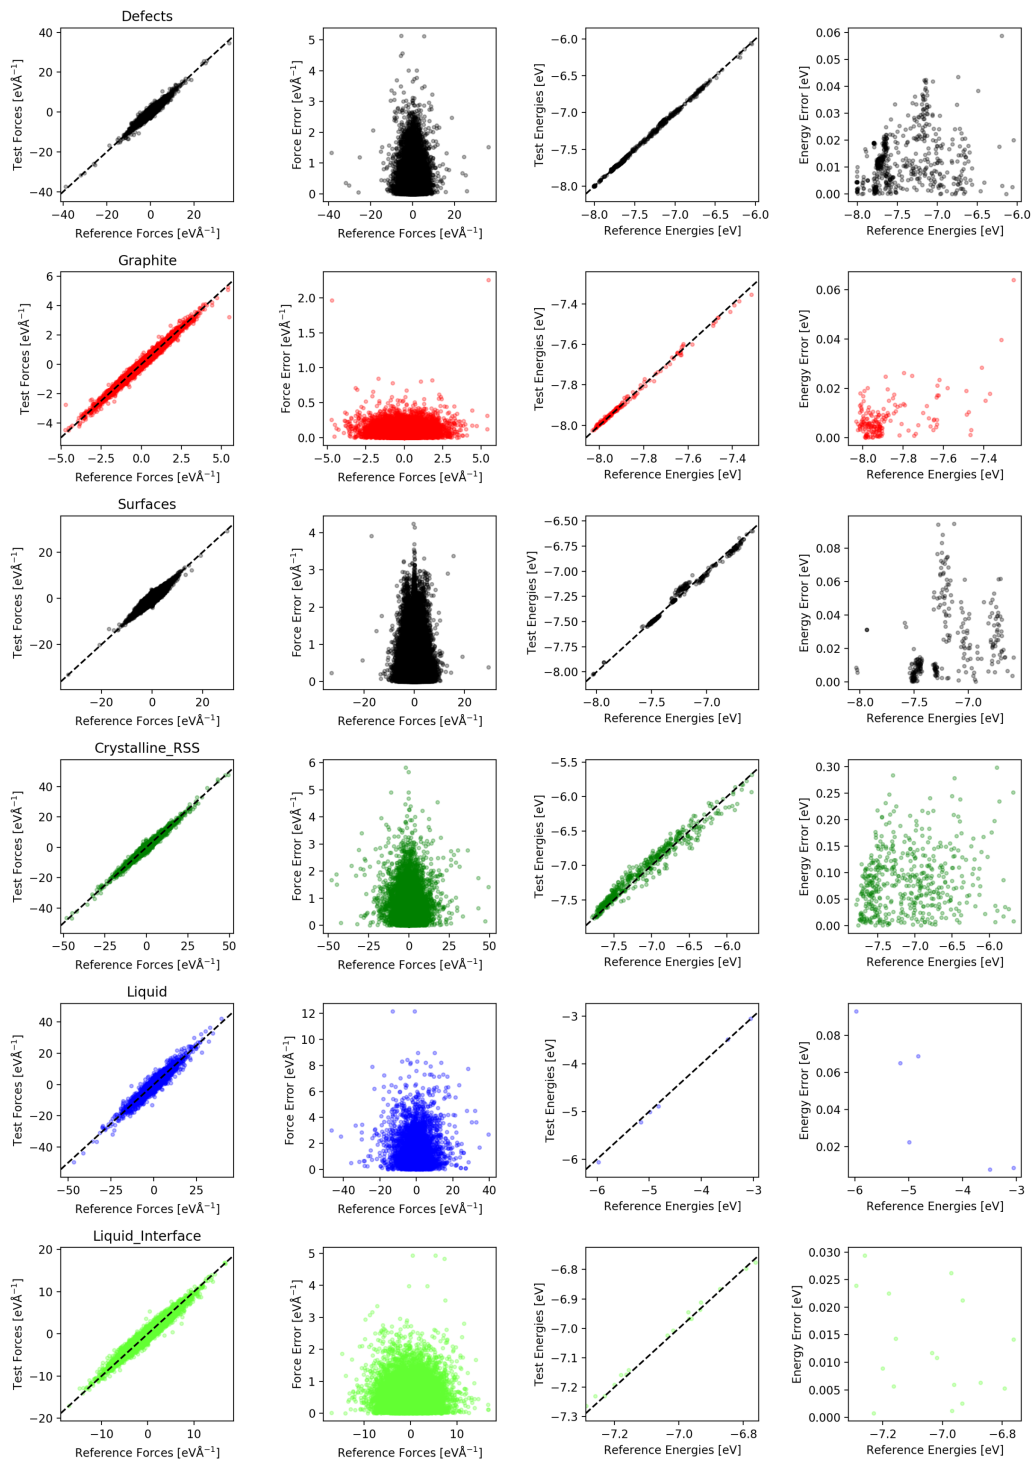 Defects
Test Forces [eVÅ⁻¹]
40
20
0
−20
−40
−40 −20 0 20
Reference Forces [eVÅ⁻¹]
Force Error [eVÅ⁻¹]
5
4
3
2
1
0
−20 0 20
Reference Forces [eVÅ⁻¹]
Test Energies [eV]
−6.0
−6.5
−7.0
−7.5
−8.0
−8.0 −7.5 −7.0 −6.5 −6.0
Reference Energies [eV]
Energy Error [eV]
0.06
0.05
0.04
0.03
0.02
0.01
0.00
−8.0 −7.5 −7.0 −6.5 −6.0
Reference Energies [eV]
Graphite
Test Forces [eVÅ⁻¹]
6
4
2
0
−2
−4
−5.0 −2.5 0.0 2.5 5.0
Reference Forces [eVÅ⁻¹]
Force Error [eVÅ⁻¹]
2.0
1.5
1.0
0.5
0.0
−5.0 −2.5 0.0 2.5 5.0
Reference Forces [eVÅ⁻¹]
Test Energies [eV]
−7.4
−7.6
−7.8
−8.0
−8.0 −7.8 −7.6 −7.4
Reference Energies [eV]
Energy Error [eV]
0.06
0.04
0.02
0.00
−8.0 −7.8 −7.6 −7.4
Reference Energies [eV]
Surfaces
Test Forces [eVÅ⁻¹]
20
0
−20
−20 0 20
Reference Forces [eVÅ⁻¹]
Force Error [eVÅ⁻¹]
4
3
2
1
0
−20 0 20
Reference Forces [eVÅ⁻¹]
Test Energies [eV]
−6.50
−6.75
−7.00
−7.25
−7.50
−7.75
−8.00
−8.0 −7.5 −7.0
Reference Energies [eV]
Energy Error [eV]
0.08
0.06
0.04
0.02
0.00
−8.0 −7.5 −7.0
Reference Energies [eV]
Crystalline_RSS
Test Forces [eVÅ⁻¹]
40
20
0
−20
−40
−50 −25 0 25 50
Reference Forces [eVÅ⁻¹]
Force Error [eVÅ⁻¹]
6
5
4
3
2
1
0
−50 −25 0 25 50
Reference Forces [eVÅ⁻¹]
Test Energies [eV]
−5.5
−6.0
−6.5
−7.0
−7.5
−7.5 −7.0 −6.5 −6.0
Reference Energies [eV]
Energy Error [eV]
0.30
0.25
0.20
0.15
0.10
0.05
0.00
−7.5 −7.0 −6.5 −6.0
Reference Energies [eV]
Liquid
Test Forces [eVÅ⁻¹]
40
20
0
−20
−40
−50 −25 0 25
Reference Forces [eVÅ⁻¹]
Force Error [eVÅ⁻¹]
12
10
8
6
4
2
0
−40 −20 0 20 40
Reference Forces [eVÅ⁻¹]
Test Energies [eV]
−3
−4
−5
−6
−6 −5 −4 −3
Reference Energies [eV]
Energy Error [eV]
0.08
0.06
0.04
0.02
−6 −5 −4 −3
Reference Energies [eV]
Liquid_Interface
Test Forces [eVÅ⁻¹]
20
10
0
−10
−20
−10 0 10
Reference Forces [eVÅ⁻¹]
Force Error [eVÅ⁻¹]
5
4
3
2
1
0
−10 0 10
Reference Forces [eVÅ⁻¹]
Test Energies [eV]
−6.8
−6.9
−7.0
−7.1
−7.2
−7.3
−7.2 −7.0 −6.8
Reference Energies [eV]
Energy Error [eV]
0.030
0.025
0.020
0.015
0.010
0.005
0.000
−7.2 −7.0 −6.8
Reference Energies [eV]